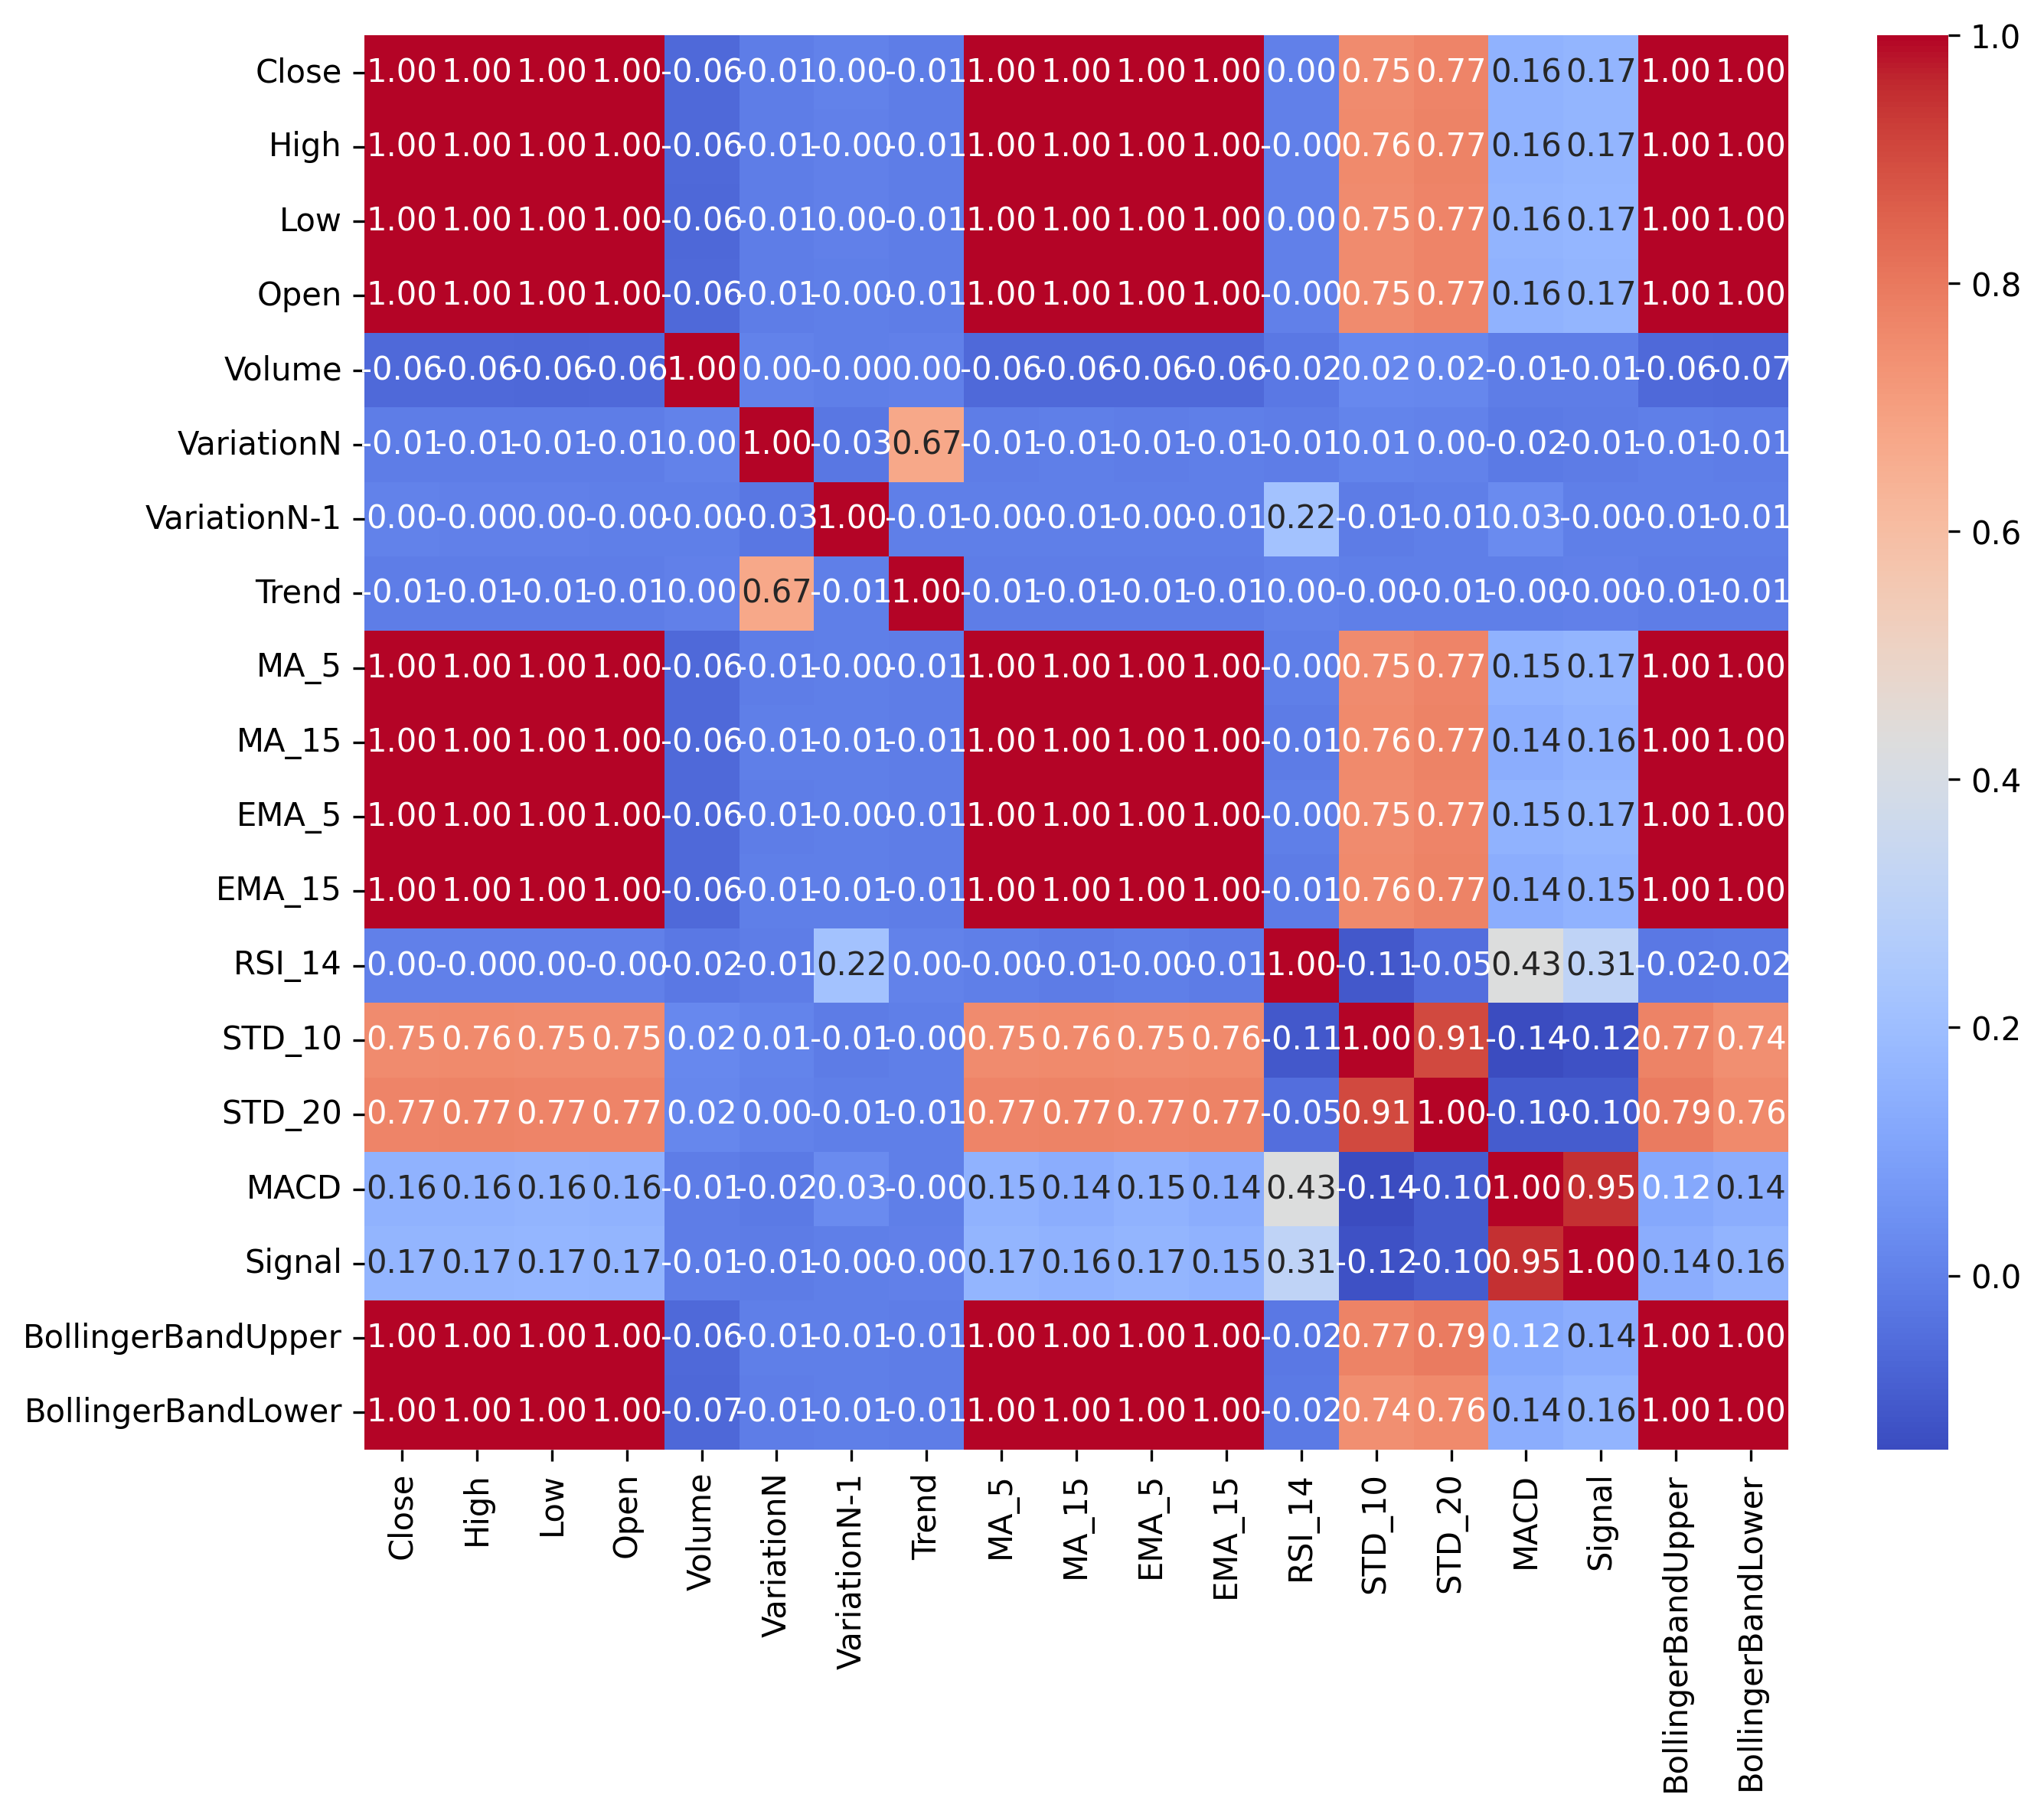 Close 1.00 1.00 1.00 1.00 -0.06 -0.01 0.00 -0.01 1.00 1.00 1.00 1.00 0.00 0.75 0.77 0.16 0.17 1.00 1.00 1.0
High 1.00 1.00 1.00 1.00 -0.06 -0.01 -0.00 -0.01 1.00 1.00 1.00 1.00 -0.00 0.76 0.77 0.16 0.17 1.00 1.00
Low 1.00 1.00 1.00 1.00 -0.06 -0.01 0.00 -0.01 1.00 1.00 1.00 1.00 0.00 0.75 0.77 0.16 0.17 1.00 1.00
Open 1.00 1.00 1.00 1.00 -0.06 -0.01 -0.00 -0.01 1.00 1.00 1.00 1.00 -0.00 0.75 0.77 0.16 0.17 1.00 1.00 0.8
Volume -0.06 -0.06 -0.06 -0.06 1.00 0.00 -0.00 0.00 -0.06 -0.06 -0.06 -0.06 -0.02 0.02 0.02 -0.01 -0.01 -0.06 -0.07
VariationN -0.01 -0.01 -0.01 -0.01 0.00 1.00 -0.03 0.67 -0.01 -0.01 -0.01 -0.01 -0.01 0.01 0.00 -0.02 -0.01 -0.01 -0.01
VariationN-1 0.00 -0.00 0.00 -0.00 -0.00 -0.03 1.00 -0.01 -0.00 -0.01 -0.00 -0.01 0.22 -0.01 -0.01 0.03 -0.00 -0.01 -0.01
Trend -0.01 -0.01 -0.01 -0.01 0.00 0.67 -0.01 1.00 -0.01 -0.01 -0.01 -0.01 0.00 -0.00 -0.01 -0.00 -0.00 -0.01 -0.01 0.6
MA_5 1.00 1.00 1.00 1.00 -0.06 -0.01 -0.00 -0.01 1.00 1.00 1.00 1.00 -0.00 0.75 0.77 0.15 0.17 1.00 1.00
MA_15 1.00 1.00 1.00 1.00 -0.06 -0.01 -0.01 -0.01 1.00 1.00 1.00 1.00 -0.01 0.76 0.77 0.14 0.16 1.00 1.00 0.4
EMA_5 1.00 1.00 1.00 1.00 -0.06 -0.01 -0.00 -0.01 1.00 1.00 1.00 1.00 -0.00 0.75 0.77 0.15 0.17 1.00 1.00
EMA_15 1.00 1.00 1.00 1.00 -0.06 -0.01 -0.01 -0.01 1.00 1.00 1.00 1.00 -0.01 0.76 0.77 0.14 0.15 1.00 1.00
RSI_14 0.00 -0.00 0.00 -0.00 -0.02 -0.01 0.22 0.00 -0.00 -0.01 -0.00 -0.01 1.00 -0.11 -0.05 0.43 0.31 -0.02 -0.02
STD_10 0.75 0.76 0.75 0.75 0.02 0.01 -0.01 -0.00 0.75 0.76 0.75 0.76 -0.11 1.00 0.91 -0.14 -0.12 0.77 0.74 0.2
STD_20 0.77 0.77 0.77 0.77 0.02 0.00 -0.01 -0.01 0.77 0.77 0.77 0.77 -0.05 0.91 1.00 -0.10 -0.10 0.79 0.76
MACD 0.16 0.16 0.16 0.16 -0.01 -0.02 0.03 -0.00 0.15 0.14 0.15 0.14 0.43 -0.14 -0.10 1.00 0.95 0.12 0.14
Signal 0.17 0.17 0.17 0.17 -0.01 -0.01 -0.00 -0.00 0.17 0.16 0.17 0.15 0.31 -0.12 -0.10 0.95 1.00 0.14 0.16 0.0
BollingerBandUpper 1.00 1.00 1.00 1.00 -0.06 -0.01 -0.01 -0.01 1.00 1.00 1.00 1.00 -0.02 0.77 0.79 0.12 0.14 1.00 1.00
BollingerBandLower 1.00 1.00 1.00 1.00 -0.07 -0.01 -0.01 -0.01 1.00 1.00 1.00 1.00 -0.02 0.74 0.76 0.14 0.16 1.00 1.00
Close High Low Open Volume VariationN VariationN-1 Trend MA_5 MA_15 EMA_5 EMA_15 RSI_14 STD_10 STD_20 MACD Signal BollingerBandUpper BollingerBandLower